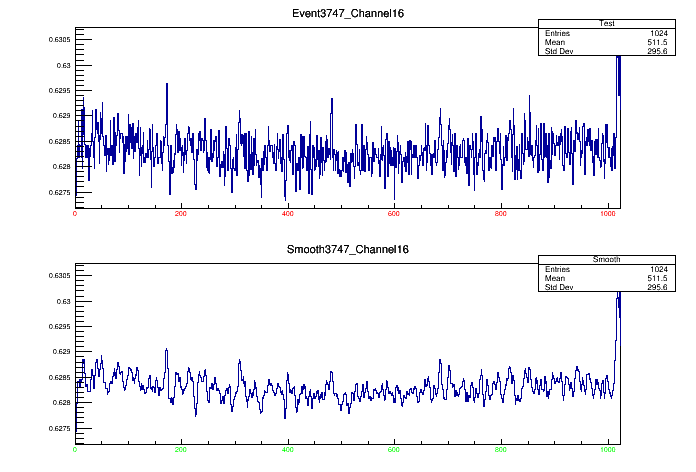 Event3747_Channel16
Test
Entries 1024
Mean 511.5
Std Dev 295.6
0.6305
0.63
0.6295
0.629
0.6285
0.628
0.6275
0 200 400 600 800 1000
Smooth3747_Channel16
Smooth
Entries 1024
Mean 511.5
Std Dev 295.6
0.6305
0.63
0.6295
0.629
0.6285
0.628
0.6275
0 200 400 600 800 1000